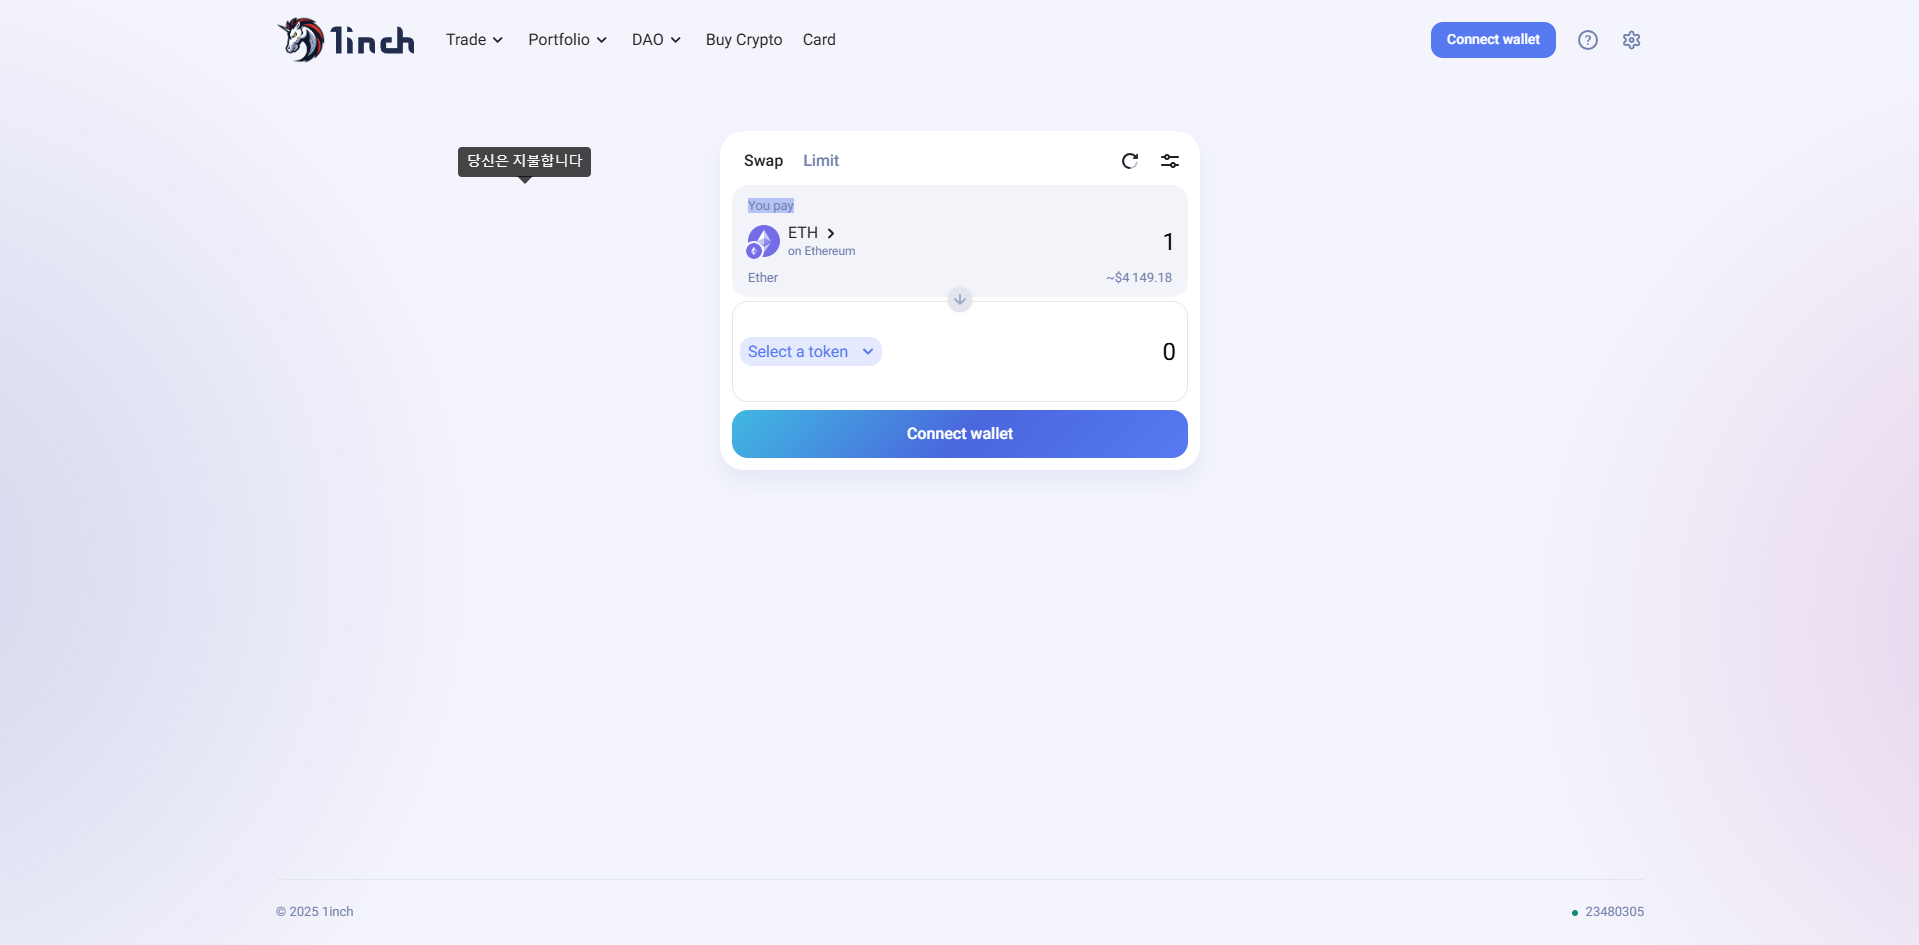 1inch
Trade
Portfolio
DAO
Buy Crypto
Card
Connect wallet
당신은 지불합니다
Swap
Limit
You pay
ETH
1
on Ethereum
Ether
~$4 149.18
Select a token
0
Connect wallet
© 2025 1inch
23480305